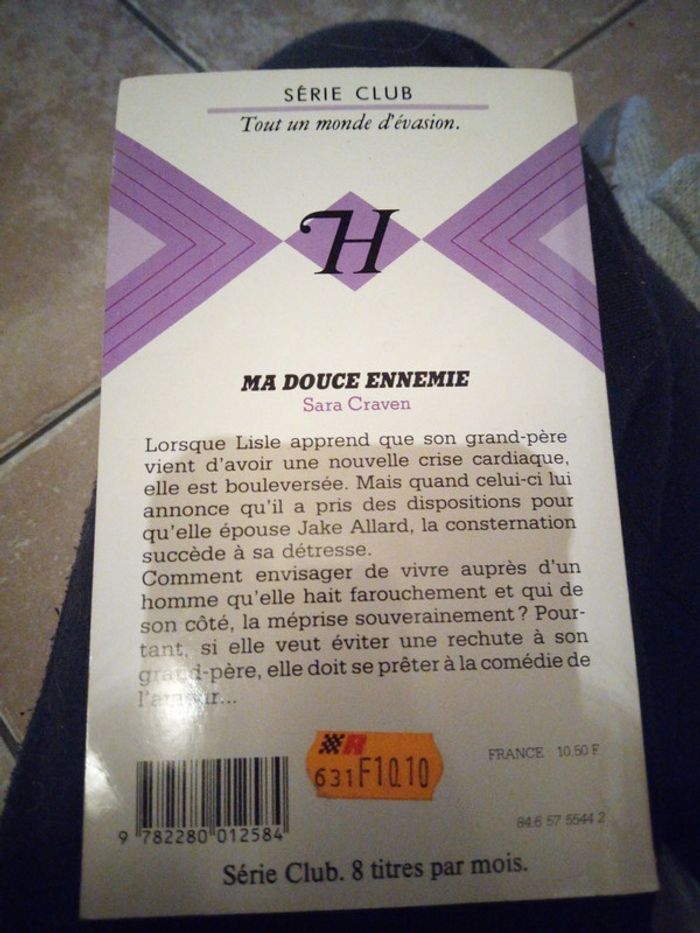 SÉRIE CLUB
Tout un monde d'évasion.
H
MA DOUCE ENNEMIE
Sara Craven
Lorsque Lisle apprend que son grand-père
vient d'avoir une nouvelle crise cardiaque,
elle est bouleversée. Mais quand celui-ci lui
annonce qu'il a pris des dispositions pour
qu'elle épouse Jake Allard, la consternation
succède à sa détresse.
Comment envisager de vivre auprès d'un
homme qu'elle hait farouchement et qui de
son côté, la méprise souverainement ? Pour-
tant, si elle veut éviter une rechute à son
grand-père, elle doit se prêter à la comédie de
l'amour...
R
631 F10.10
FRANCE 10.50 F
9 782280 012584
84.6 57 5544 2
Série Club. 8 titres par mois.